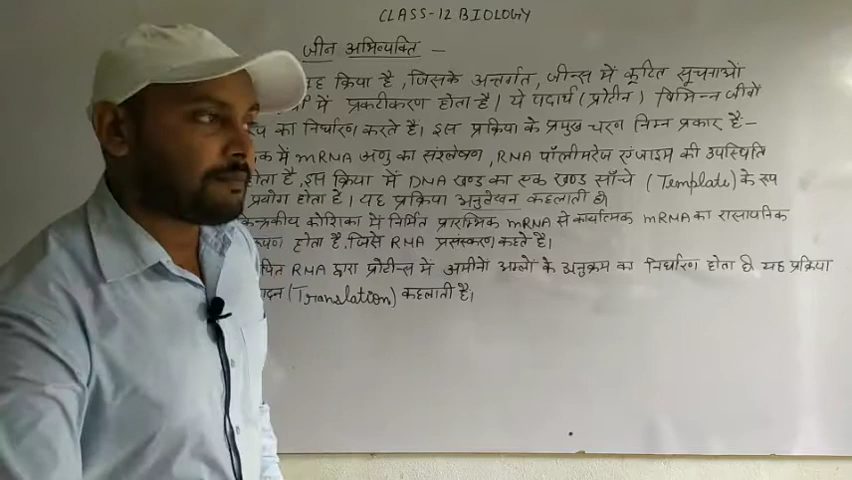 CLASS-12 BIOLOGY
जीन अभिव्यक्ति —
यह क्रिया है, जिसके अन्तर्गत, जीन्स में कूटित सूचनाओं
में प्रकटीकरण होता है। ये पदार्थ (प्रोटीन) विभिन्न जीवों
का निर्धारण करते है। इस प्रक्रिया के प्रमुख चरण निम्न प्रकार है:-
में mRNA अणु का संश्लेषण, RNA पॉलीमरेज एंजाइम की उपस्थिति
होता है, इस क्रिया में DNA खण्ड का एक खण्ड साँचे (Template) के रूप
प्रयोग होता है। यह प्रक्रिया अनुलेखन कहलाती है।
कोशिका में निर्मित प्रारम्भिक mRNA से कार्यात्मक mRNA का रासायनिक
होता है, जिसे RNA प्रसंस्करण कहते है।
RNA द्वारा प्रोटीन्स में अमीनो अम्लों के अनुक्रम का निर्धारण होता है। यह प्रक्रिया
(Translation) कहलाती है।